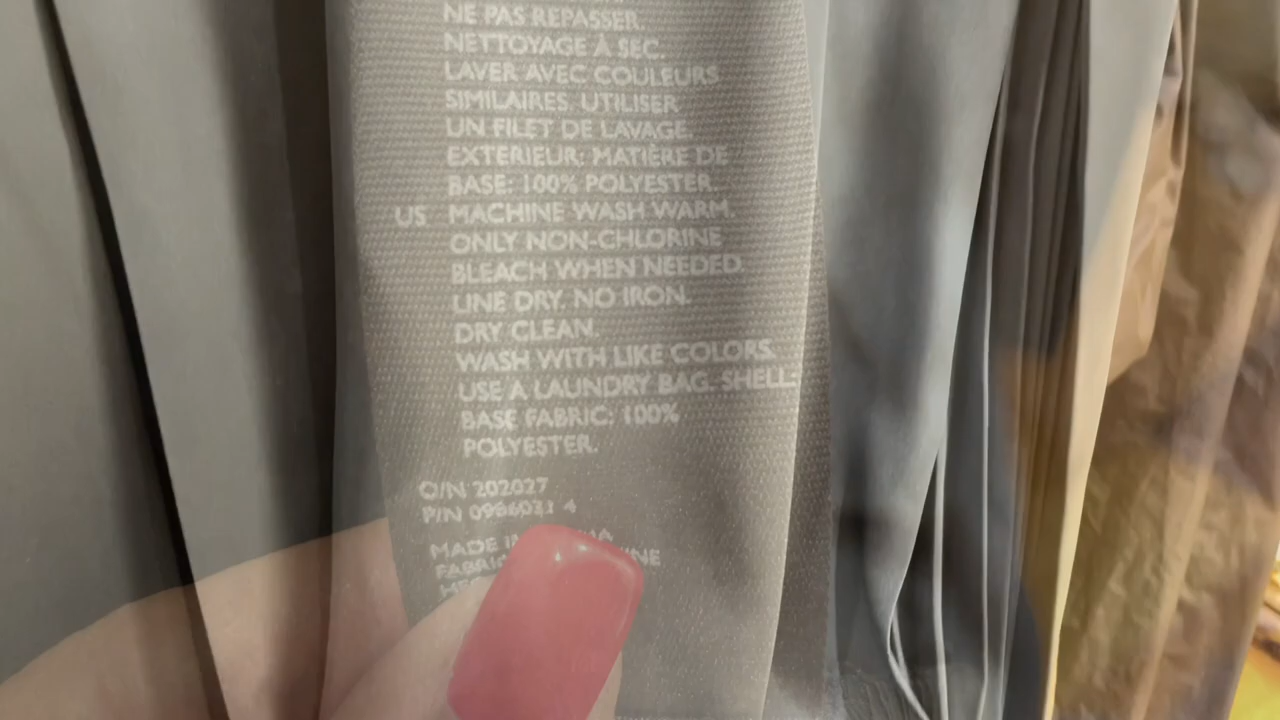 NE PAS REPASSER.
NETTOYAGE À SEC.
LAVER AVEC COULEURS
SIMILAIRES. UTILISER
UN FILET DE LAVAGE.
EXTERIEUR: MATIÈRE DE
BASE: 100% POLYESTER.
US MACHINE WASH WARM.
ONLY NON-CHLORINE
BLEACH WHEN NEEDED.
LINE DRY. NO IRON.
DRY CLEAN.
WASH WITH LIKE COLORS.
USE A LAUNDRY BAG. SHELL:
BASE FABRIC: 100%
POLYESTER.
O/N 202027
P/N 4
MADE